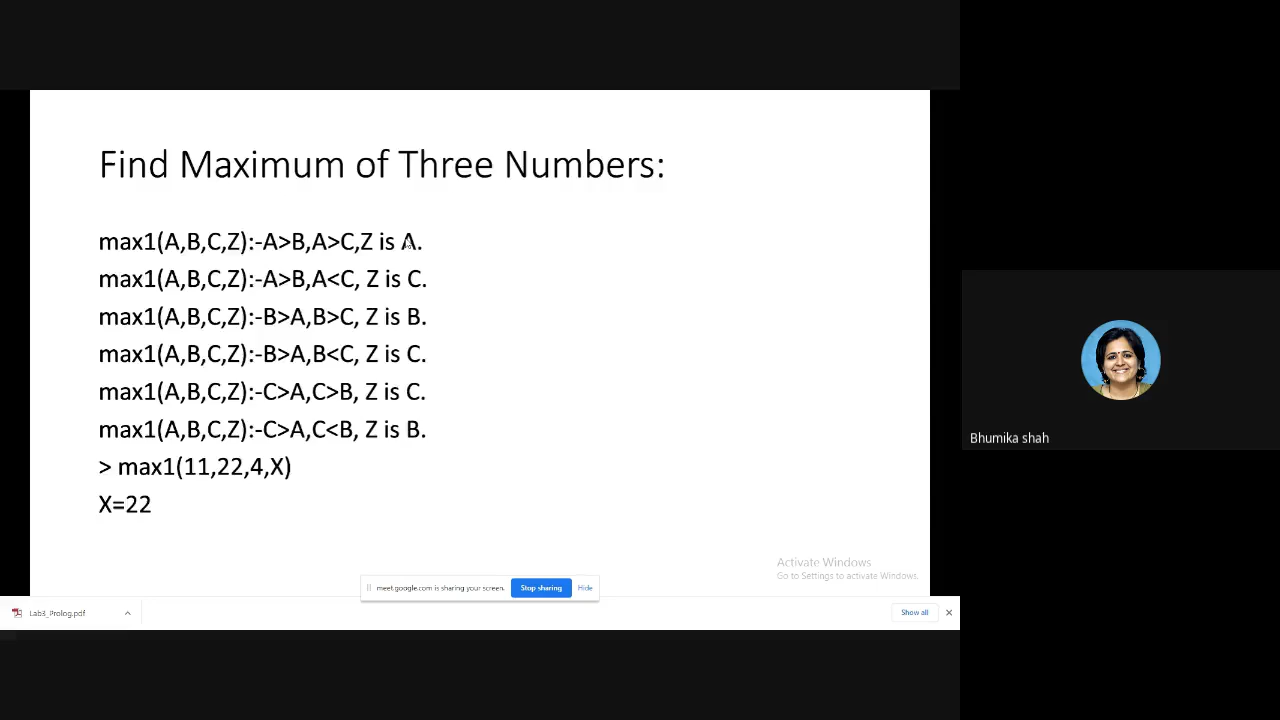 Find Maximum of Three Numbers:
max1(A,B,C,Z):-A>B,A>C,Z is A.
max1(A,B,C,Z):-A>B,A<C, Z is C.
max1(A,B,C,Z):-B>A,B>C, Z is B.
max1(A,B,C,Z):-B>A,B<C, Z is C.
max1(A,B,C,Z):-C>A,C>B, Z is C.
max1(A,B,C,Z):-C>A,C<B, Z is B.
> max1(11,22,4,X)
X=22
Bhumika shah
Activate Windows
Go to Settings to activate Windows.
meet.google.com is sharing your screen. Stop sharing Hide
Lab3_Prolog.pdf Show all